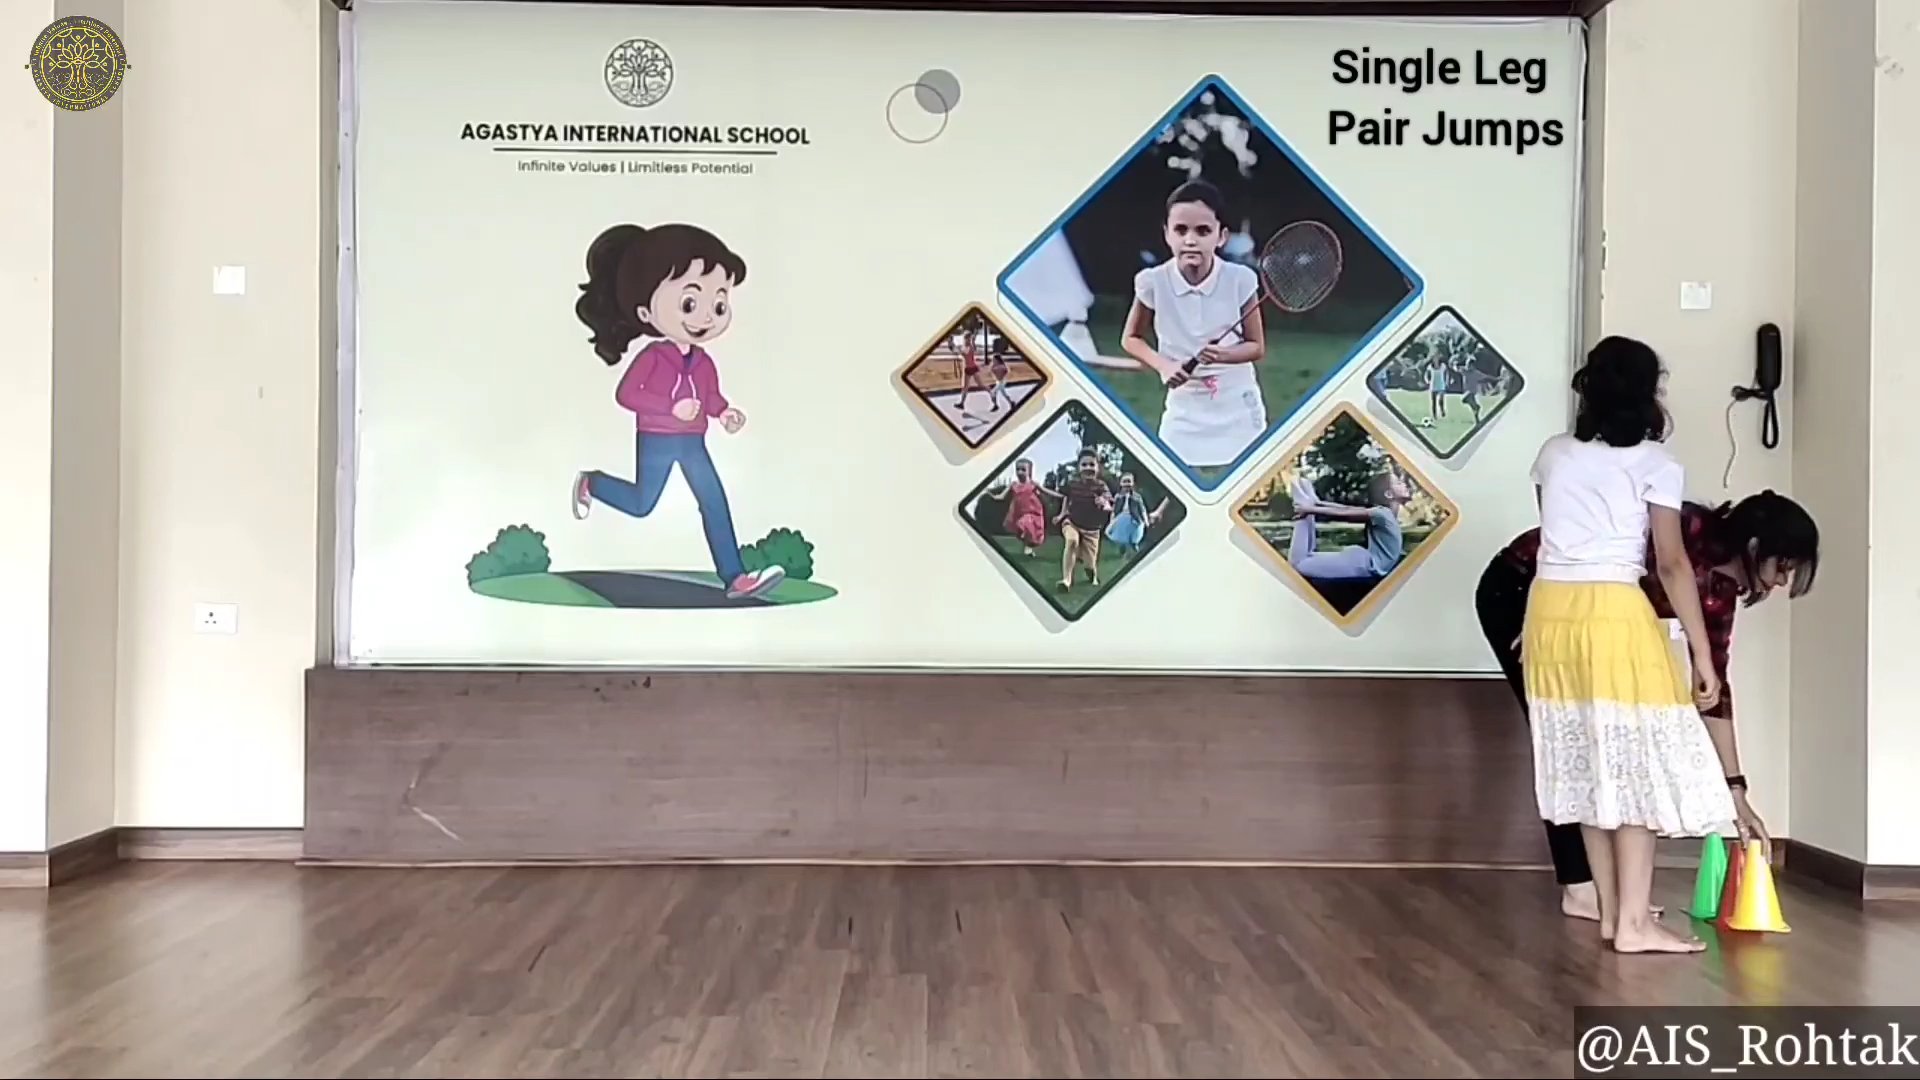 AGASTYA INTERNATIONAL SCHOOL
Infinite Values | Limitless Potential
Single Leg
Pair Jumps
@AIS_Rohtak